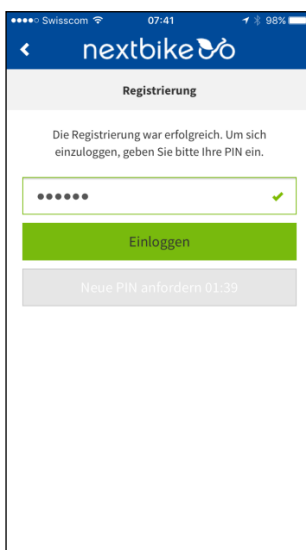 Swisscom 07:41 98%
nextbike
Registrierung
Die Registrierung war erfolgreich. Um sich
einzuloggen, geben Sie bitte Ihre PIN ein.
••••••
Einloggen
Neue PIN anfordern 01:39